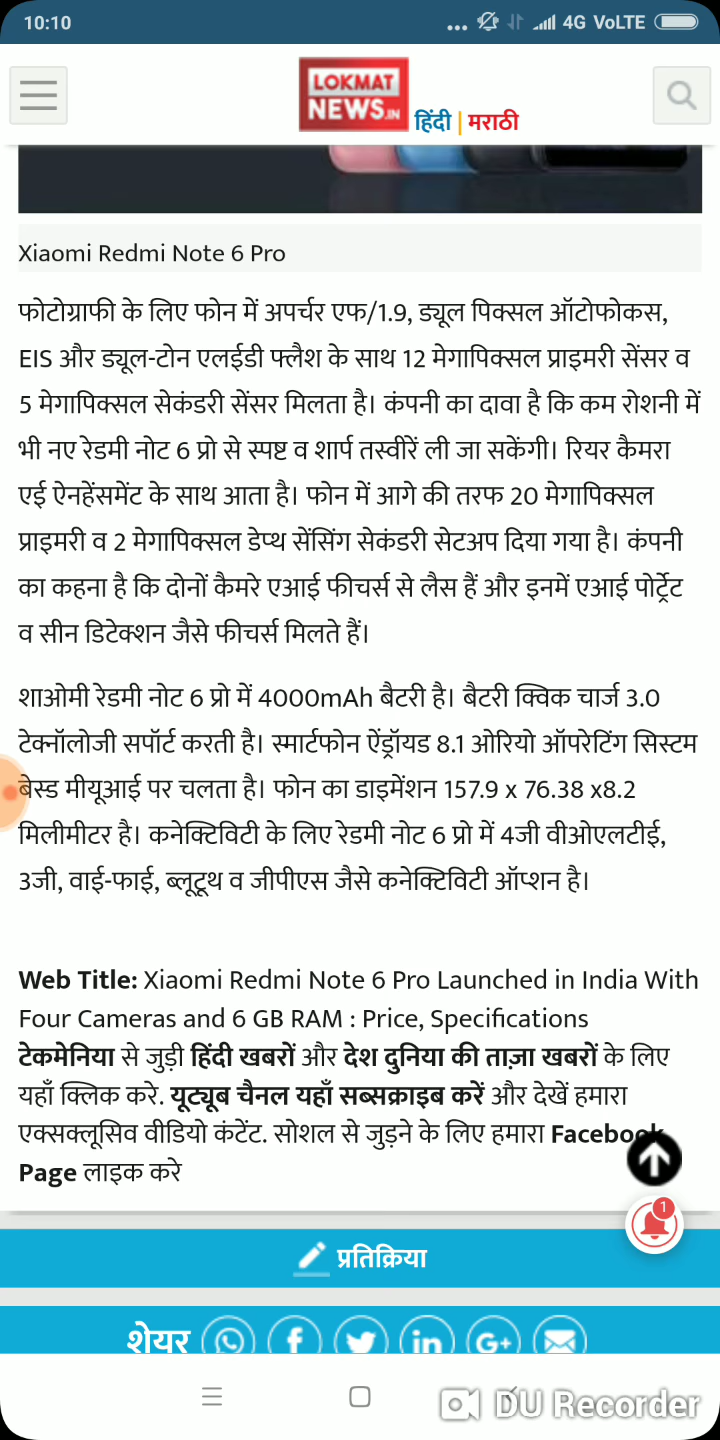 10:10
... 4G VoLTE
LOKMAT
NEWS.IN
हिंदी | मराठी
Xiaomi Redmi Note 6 Pro
फोटोग्राफी के लिए फोन में अपर्चर एफ/1.9, ड्यूल पिक्सल ऑटोफोकस,
EIS और ड्यूल-टोन एलईडी फ्लैश के साथ 12 मेगापिक्सल प्राइमरी सेंसर व
5 मेगापिक्सल सेकंडरी सेंसर मिलता है। कंपनी का दावा है कि कम रोशनी में
भी नए रेडमी नोट 6 प्रो से स्पष्ट व शार्प तस्वीरें ली जा सकेंगी। रियर कैमरा
एई ऐनहेंसमेंट के साथ आता है। फोन में आगे की तरफ 20 मेगापिक्सल
प्राइमरी व 2 मेगापिक्सल डेप्थ सेंसिंग सेकंडरी सेटअप दिया गया है। कंपनी
का कहना है कि दोनों कैमरे एआई फीचर्स से लैस हैं और इनमें एआई पोर्ट्रेट
व सीन डिटेक्शन जैसे फीचर्स मिलते हैं।
शाओमी रेडमी नोट 6 प्रो में 4000mAh बैटरी है। बैटरी क्विक चार्ज 3.0
टेक्नॉलोजी सपॉर्ट करती है। स्मार्टफोन ऐंड्रॉयड 8.1 ओरियो ऑपरेटिंग सिस्टम
बेस्ड मीयूआई पर चलता है। फोन का डाइमेंशन 157.9 x 76.38 x8.2
मिलीमीटर है। कनेक्टिविटी के लिए रेडमी नोट 6 प्रो में 4जी वीओएलटीई,
3जी, वाई-फाई, ब्लूटूथ व जीपीएस जैसे कनेक्टिविटी ऑप्शन है।
Web Title: Xiaomi Redmi Note 6 Pro Launched in India With
Four Cameras and 6 GB RAM : Price, Specifications
टेकमेनिया से जुड़ी हिंदी खबरों और देश दुनिया की ताज़ा खबरों के लिए
यहाँ क्लिक करे. यूट्यूब चैनल यहाँ सब्सक्राइब करें और देखें हमारा
एक्सक्लूसिव वीडियो कंटेंट. सोशल से जुड़ने के लिए हमारा Facebook
Page लाइक करे
1
प्रतिक्रिया
शेयर f in G+
DU Recorder